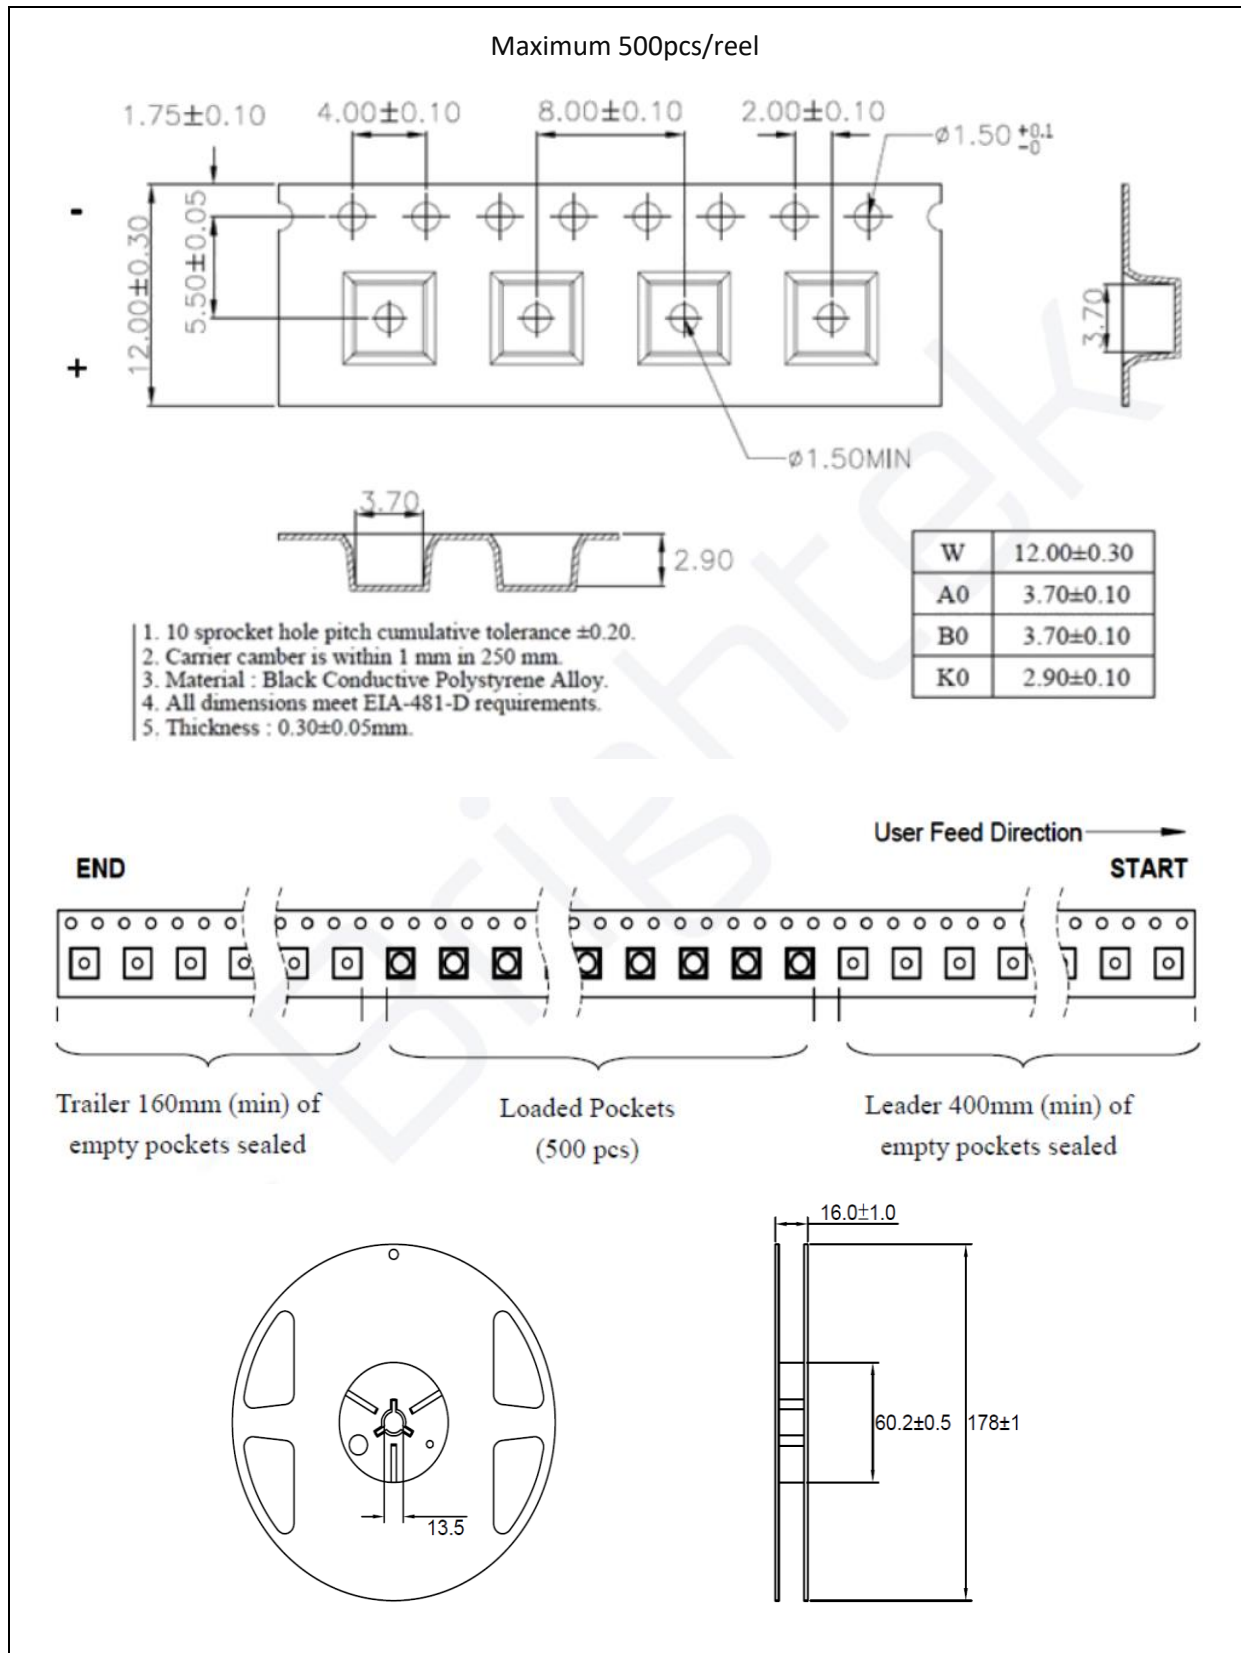 Maximum 500pcs/reel
1.75±0.10
4.00±0.10
8.00±0.10
2.00±0.10
ø1.50 +0.1
-0
-
+
12.00±0.30
5.50±0.05
3.70
ø1.50MIN
3.70
2.90
W 12.00±0.30
A0 3.70±0.10
B0 3.70±0.10
K0 2.90±0.10
1. 10 sprocket hole pitch cumulative tolerance ±0.20.
2. Carrier camber is within 1 mm in 250 mm.
3. Material : Black Conductive Polystyrene Alloy.
4. All dimensions meet EIA-481-D requirements.
5. Thickness : 0.30±0.05mm.
Brightek
User Feed Direction
END
START
Trailer 160mm (min) of
empty pockets sealed
Loaded Pockets
(500 pcs)
Leader 400mm (min) of
empty pockets sealed
16.0±1.0
60.2±0.5
178±1
13.5